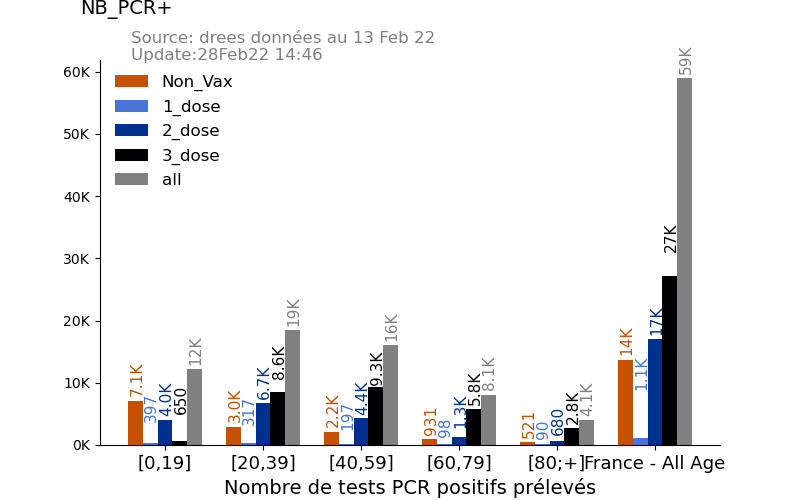 NB_PCR+
Source: drees données au 13 Feb 22
Update:28Feb22 14:46
60K
50K
40K
30K
20K
10K
0K
Non_Vax
1_dose
2_dose
3_dose
all
7.1K
397
4.0K
650
12K
3.0K
317
6.7K
8.6K
19K
2.2K
197
4.4K
9.3K
16K
931
98
1.3K
5.8K
8.1K
521
90
680
2.8K
4.1K
14K
1.1K
17K
27K
59K
[0,19]
[20,39]
[40,59]
[60,79]
[80;+]
France - All Age
Nombre de tests PCR positifs prélevés